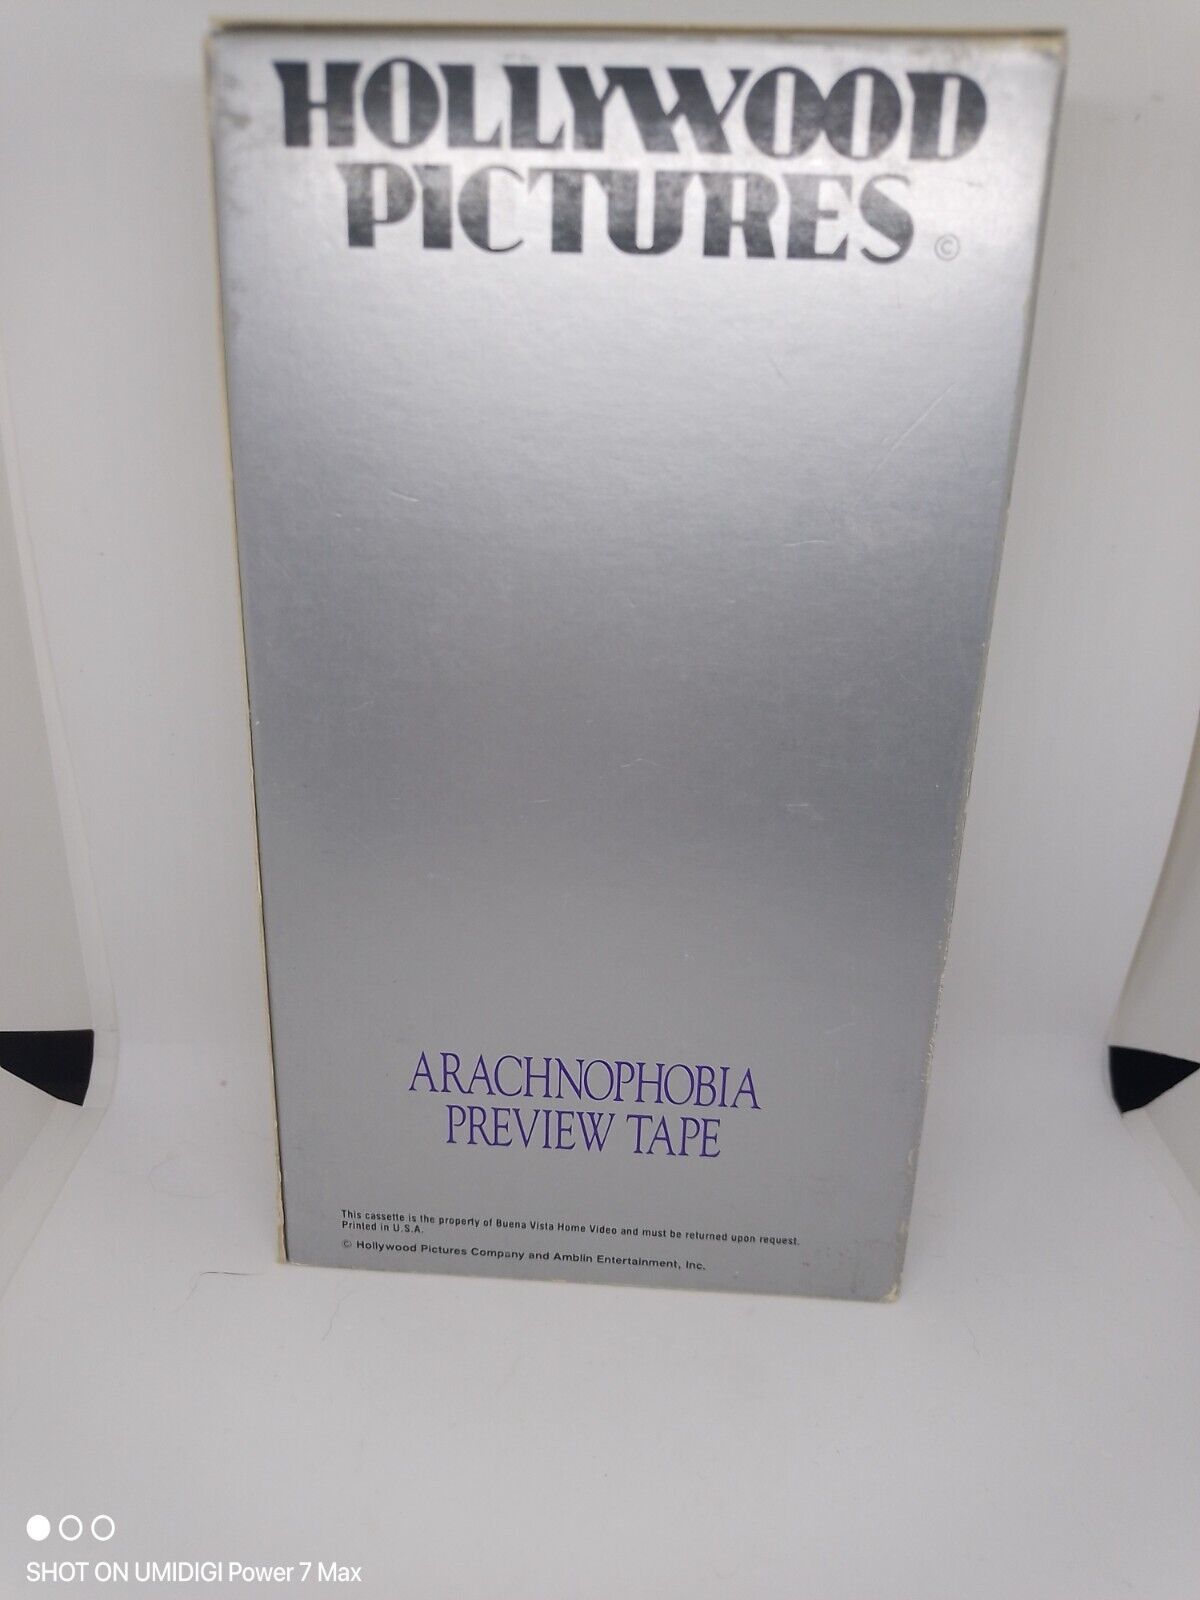 HOLLYWOOD
PICTURES ©
ARACHNOPHOBIA
PREVIEW TAPE
This cassette is the property of Buena Vista Home Video and must be returned upon request.
Printed in U.S.A.
© Hollywood Pictures Company and Amblin Entertainment, Inc.
SHOT ON UMIDIGI Power 7 Max